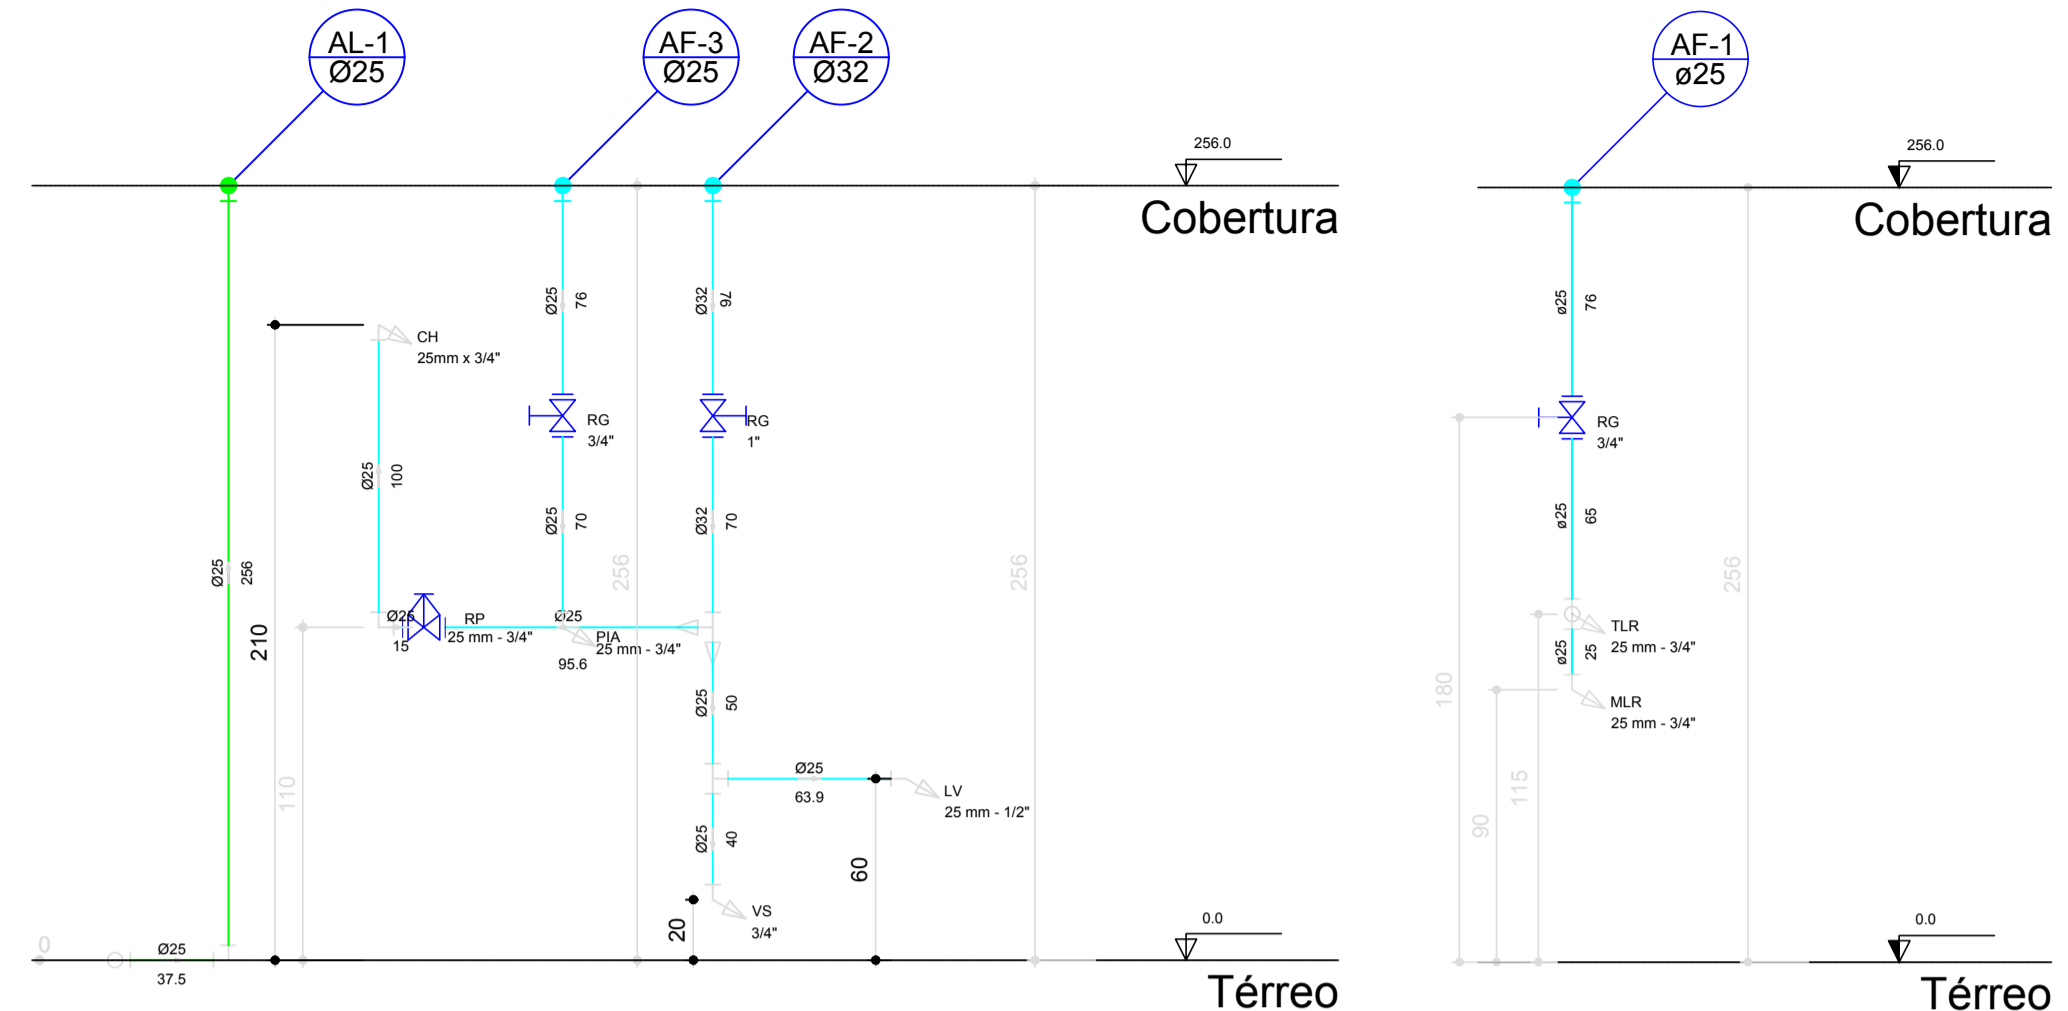 AL-1
Ø25
AF-3
Ø25
AF-2
Ø32
AF-1
ø25
256.0
Cobertura
256.0
Cobertura
Ø25
76
Ø32
76
ø25
76
CH
25mm x 3/4"
RG
3/4"
RG
1"
RG
3/4"
Ø25
100
Ø25
70
Ø32
70
ø25
65
Ø25
256
256
256
256
210
Ø25
15
RP
25 mm - 3/4"
Ø25
95.6
PIA
25 mm - 3/4"
TLR
25 mm - 3/4"
ø25
25
MLR
25 mm - 3/4"
180
Ø25
50
110
Ø25
63.9
LV
25 mm - 1/2"
115
90
Ø25
40
60
VS
3/4"
20
0
Ø25
37.5
0.0
Térreo
0.0
Térreo